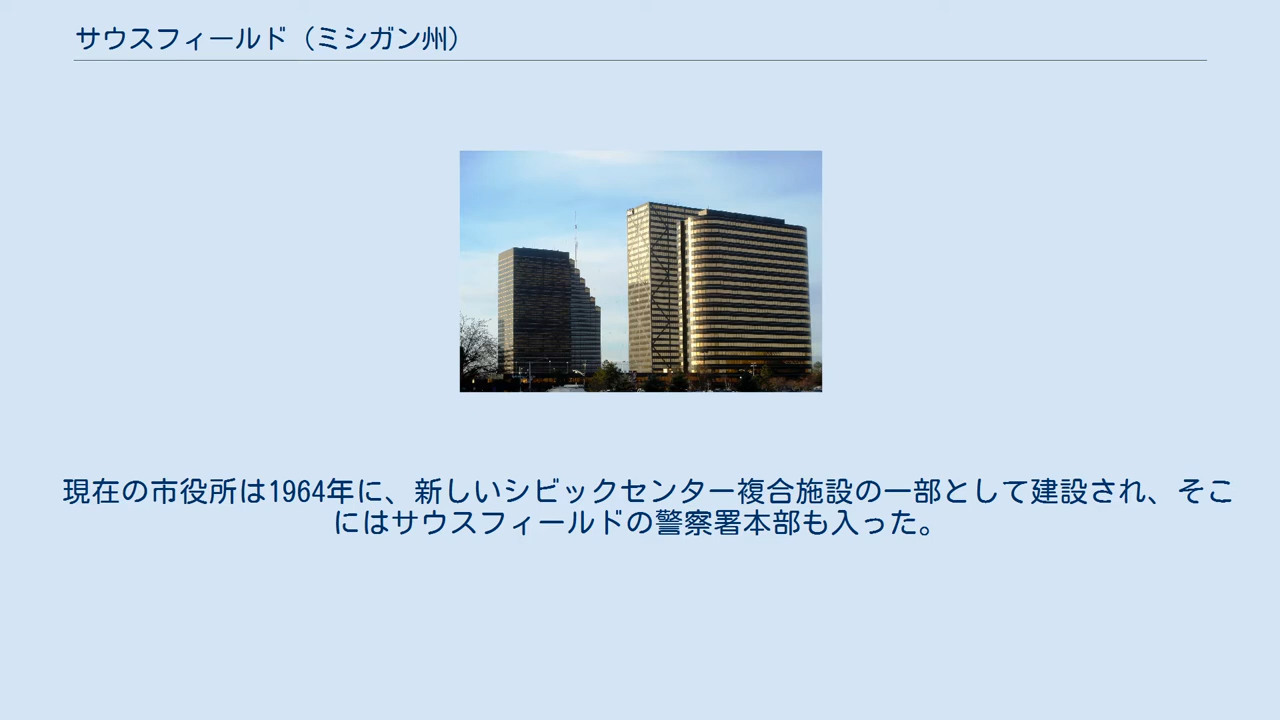 サウスフィールド（ミシガン州）
現在の市役所は1964年に、新しいシビックセンター複合施設の一部として建設され、そこ
にはサウスフィールドの警察署本部も入った。